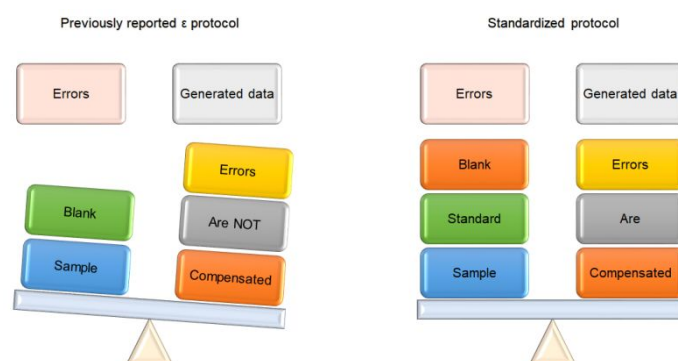 Previously reported ε protocol
Errors
Generated data
Errors
Blank
Are NOT
Sample
Compensated
Standardized protocol
Errors
Generated data
Blank
Errors
Standard
Are
Sample
Compensated